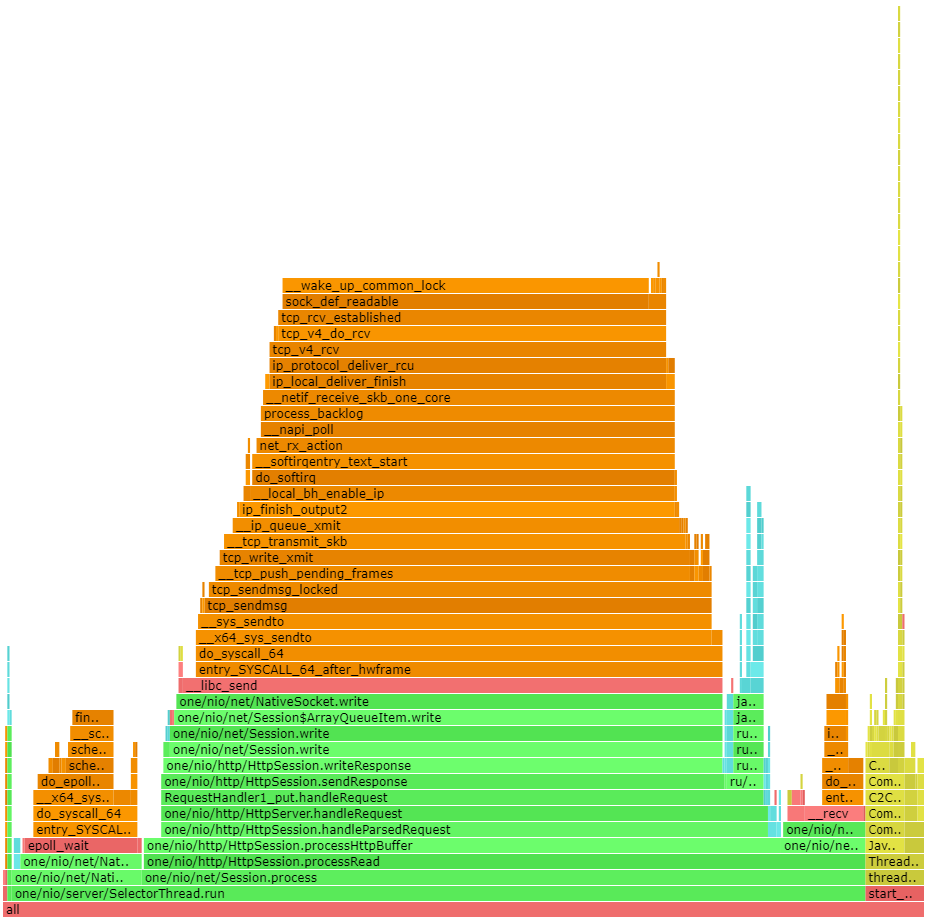 __wake_up_common_lock
sock_def_readable
tcp_rcv_established
tcp_v4_do_rcv
tcp_v4_rcv
ip_protocol_deliver_rcu
ip_local_deliver_finish
__netif_receive_skb_one_core
process_backlog
__napi_poll
net_rx_action
__softirqentry_text_start
do_softirq
__local_bh_enable_ip
ip_finish_output2
__ip_queue_xmit
__tcp_transmit_skb
tcp_write_xmit
__tcp_push_pending_frames
tcp_sendmsg_locked
tcp_sendmsg
__sys_sendto
__x64_sys_sendto
do_syscall_64
entry_SYSCALL_64_after_hwframe
__libc_send
one/nio/net/NativeSocket.write ja..
fin.. one/nio/net/Session$ArrayQueueItem.write ja..
__sc.. one/nio/net/Session.write ru.. i..
sche.. one/nio/net/Session.write ru.. _..
sche.. one/nio/http/HttpSession.writeResponse ru.. _.. C..
do_epoll.. one/nio/http/HttpSession.sendResponse ru/.. do_.. Com..
__x64_sys.. RequestHandler1_put.handleRequest ent.. C2C..
do_syscall_64 one/nio/http/HttpServer.handleRequest __recv Com..
entry_SYSCAL.. one/nio/http/HttpSession.handleParsedRequest one/nio/n.. Com..
epoll_wait one/nio/http/HttpSession.processHttpBuffer one/nio/ne.. Jav..
one/nio/net/Nat.. one/nio/http/HttpSession.processRead Thread..
one/nio/net/Nati.. one/nio/net/Session.process thread..
one/nio/server/SelectorThread.run start_..
all